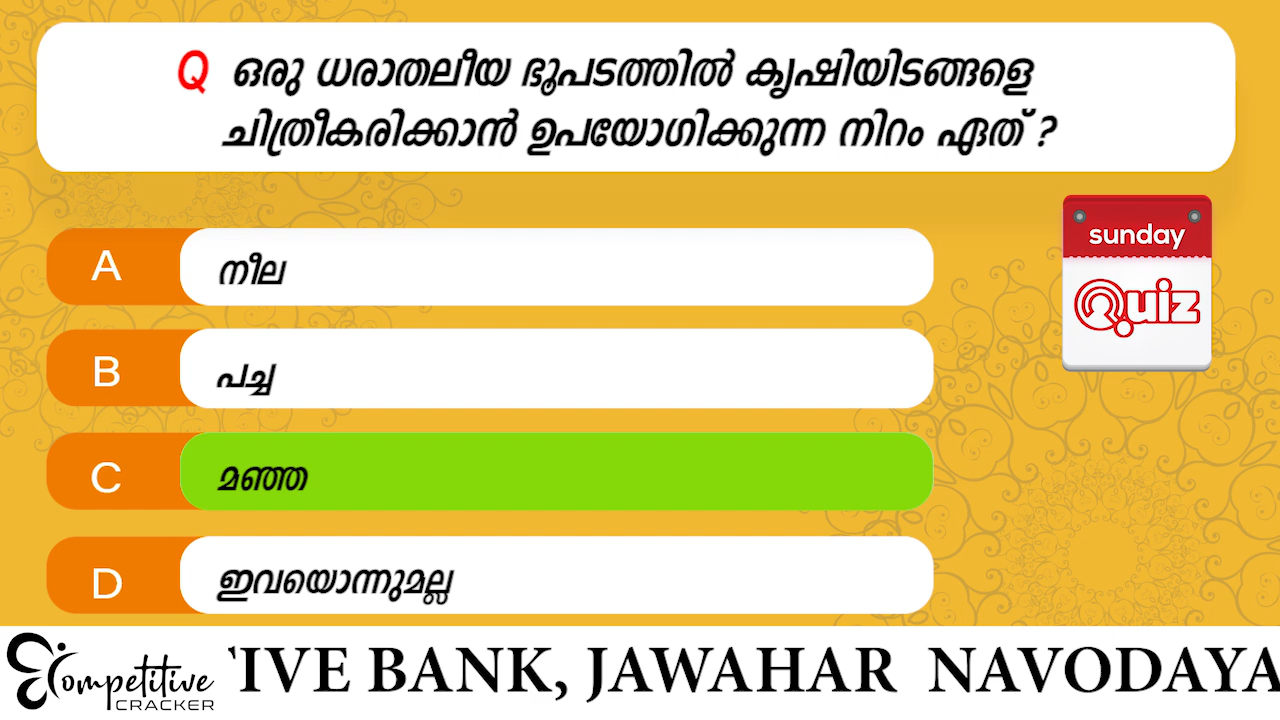 Q ഒരു ധരാതലീയ ഭൂപടത്തിൽ കൃഷിയിടങ്ങളെ
ചിത്രീകരിക്കാൻ ഉപയോഗിക്കുന്ന നിറം ഏത് ?
sunday
Quiz
A നീല
B പച്ച
C മഞ്ഞ
D ഇവയൊന്നുമല്ല
Competitive
CRACKER
IVE BANK, JAWAHAR NAVODAYA